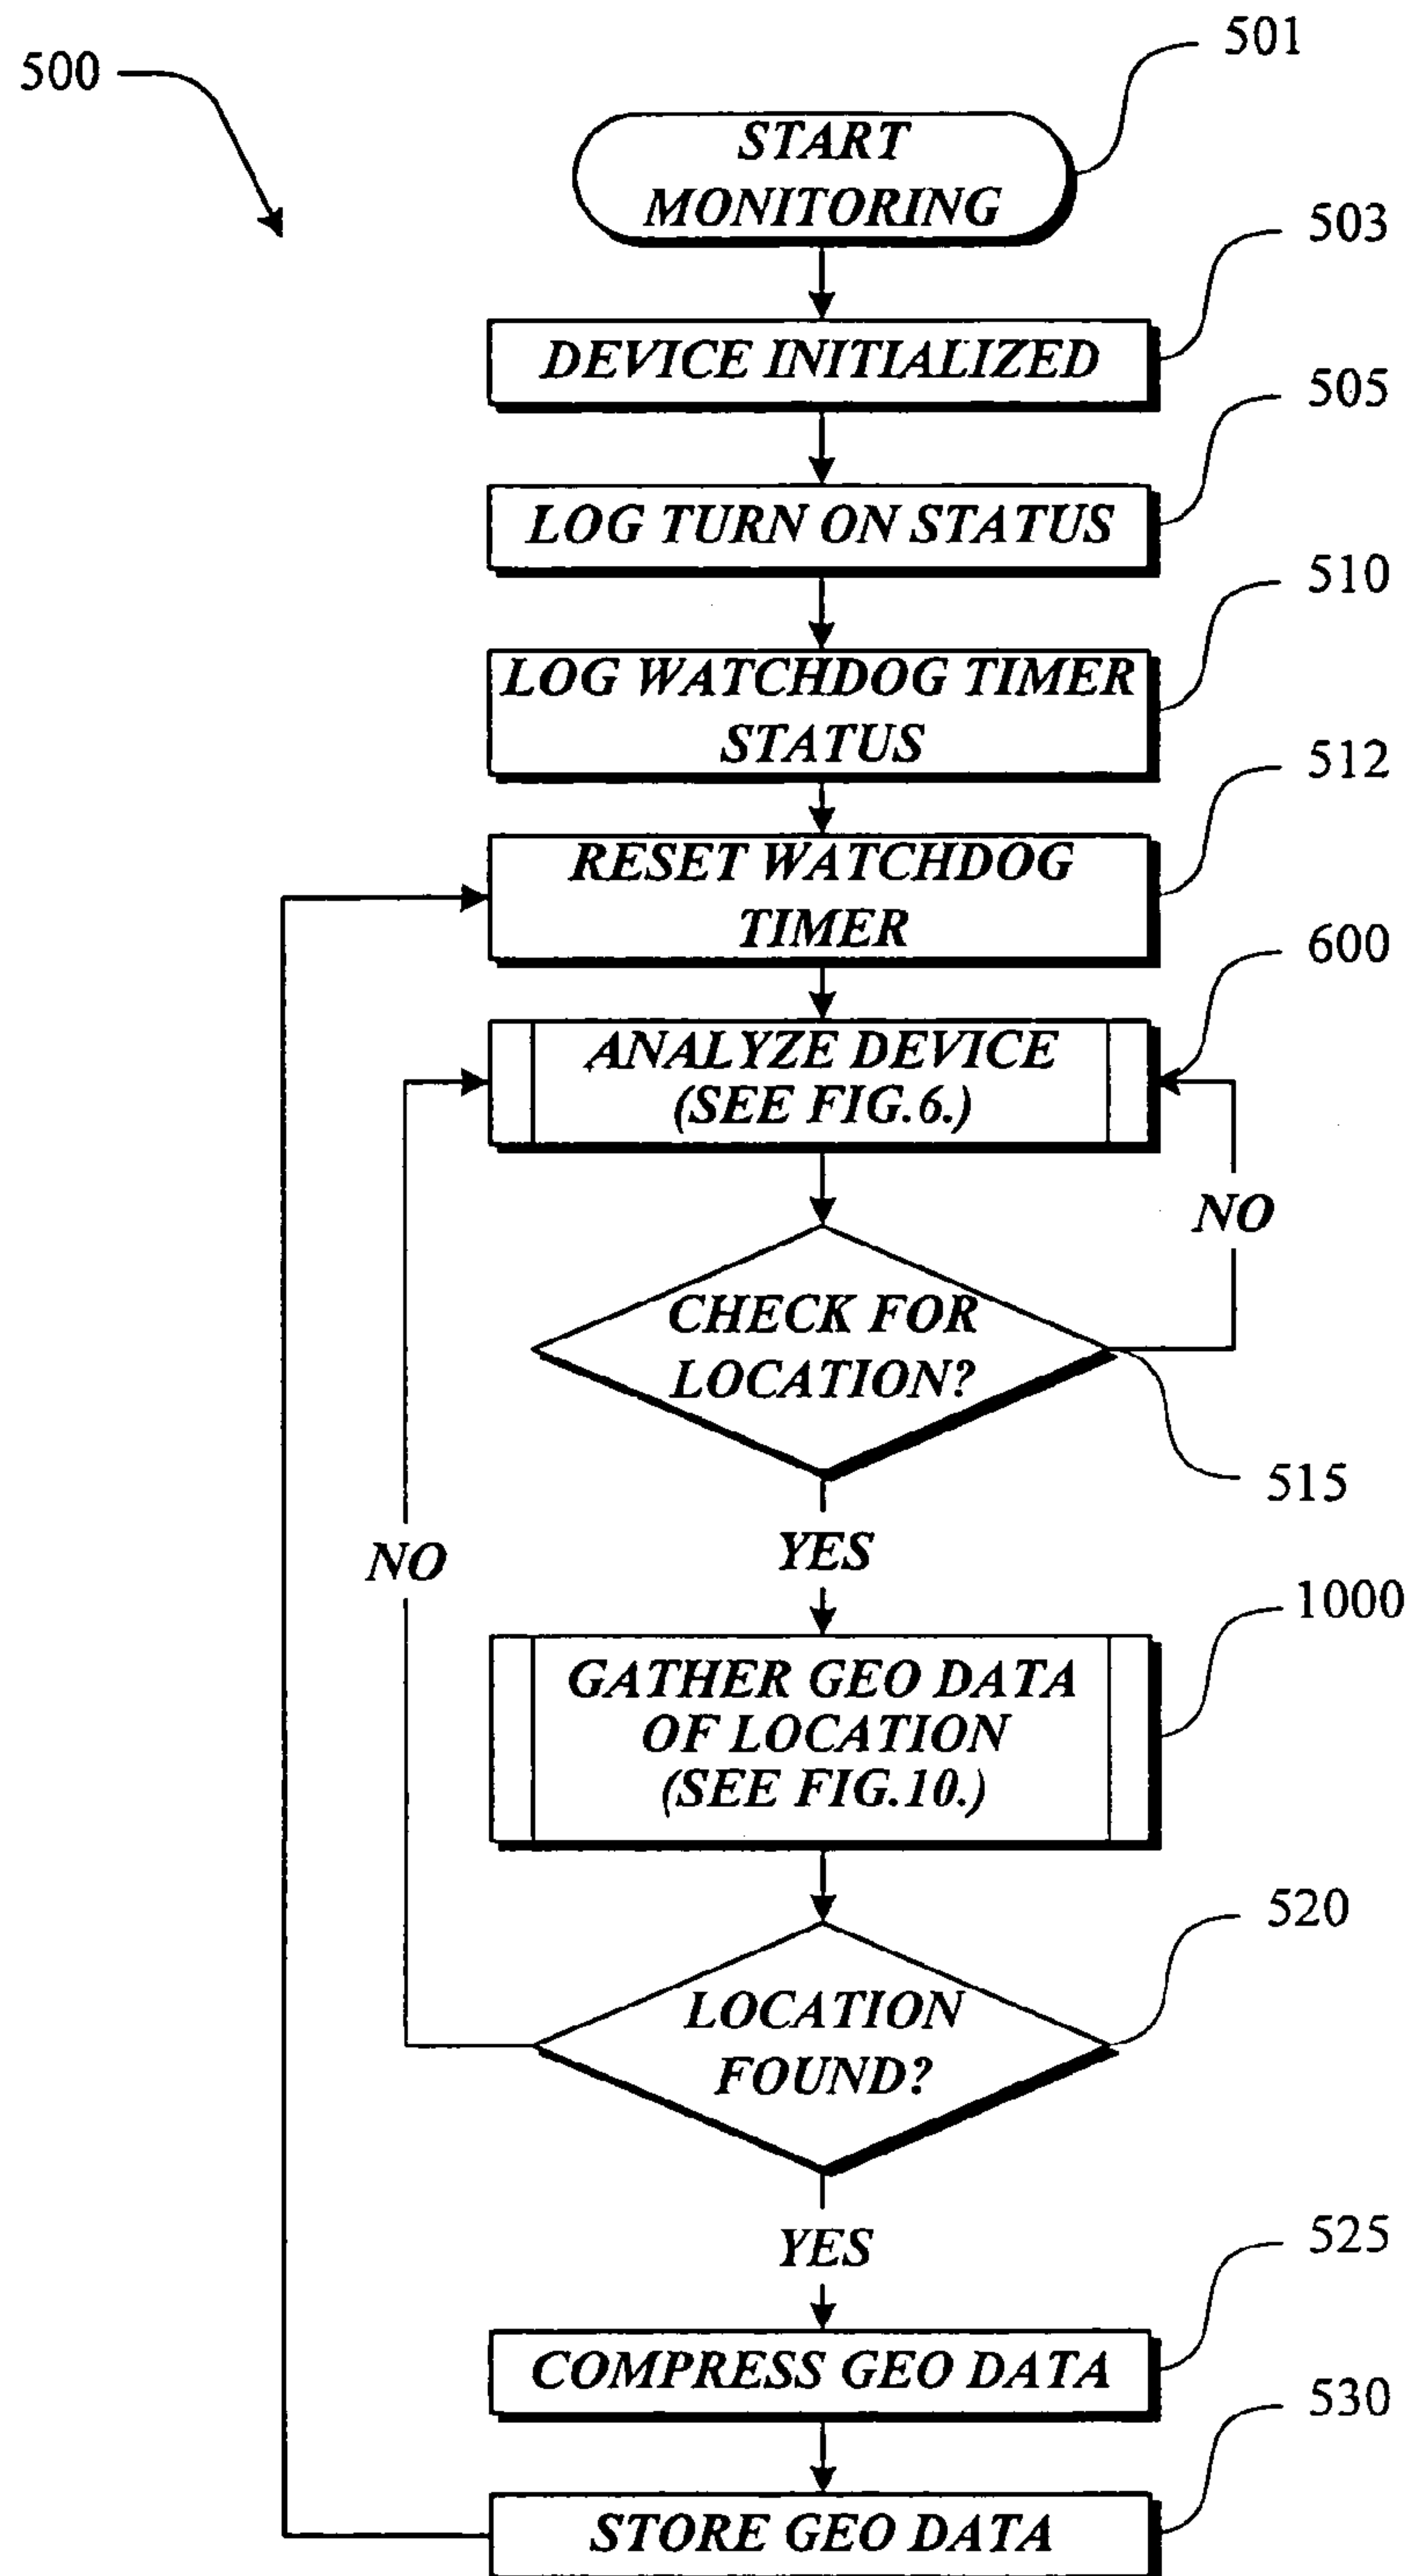 500
501
START
MONITORING
503
DEVICE INITIALIZED
505
LOG TURN ON STATUS
510
LOG WATCHDOG TIMER
STATUS
512
RESET WATCHDOG
TIMER
600
ANALYZE DEVICE
(SEE FIG.6.)
NO
CHECK FOR
LOCATION?
515
YES
NO
1000
GATHER GEO DATA
OF LOCATION
(SEE FIG.10.)
520
LOCATION
FOUND?
YES
525
COMPRESS GEO DATA
530
STORE GEO DATA